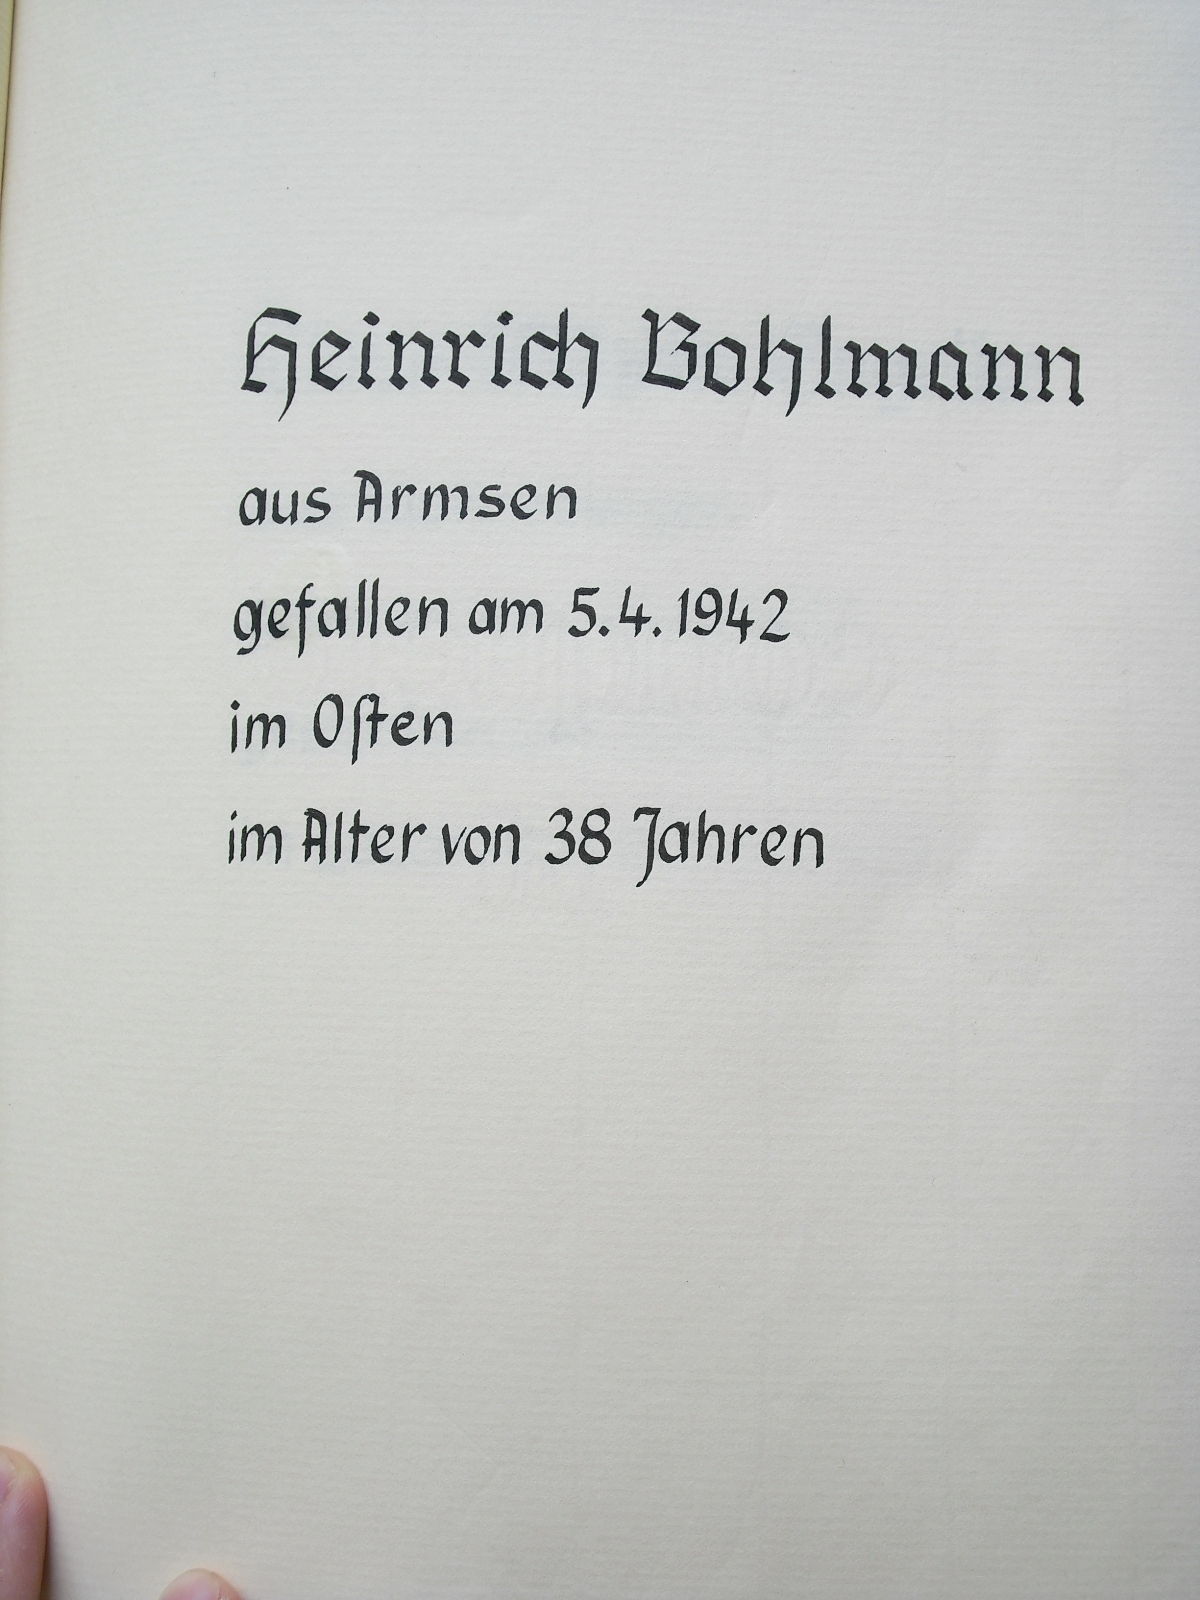 Heinrich Bohlmann
aus Armsen
gefallen am 5.4.1942
im Oſten
im Alter von 38 Jahren